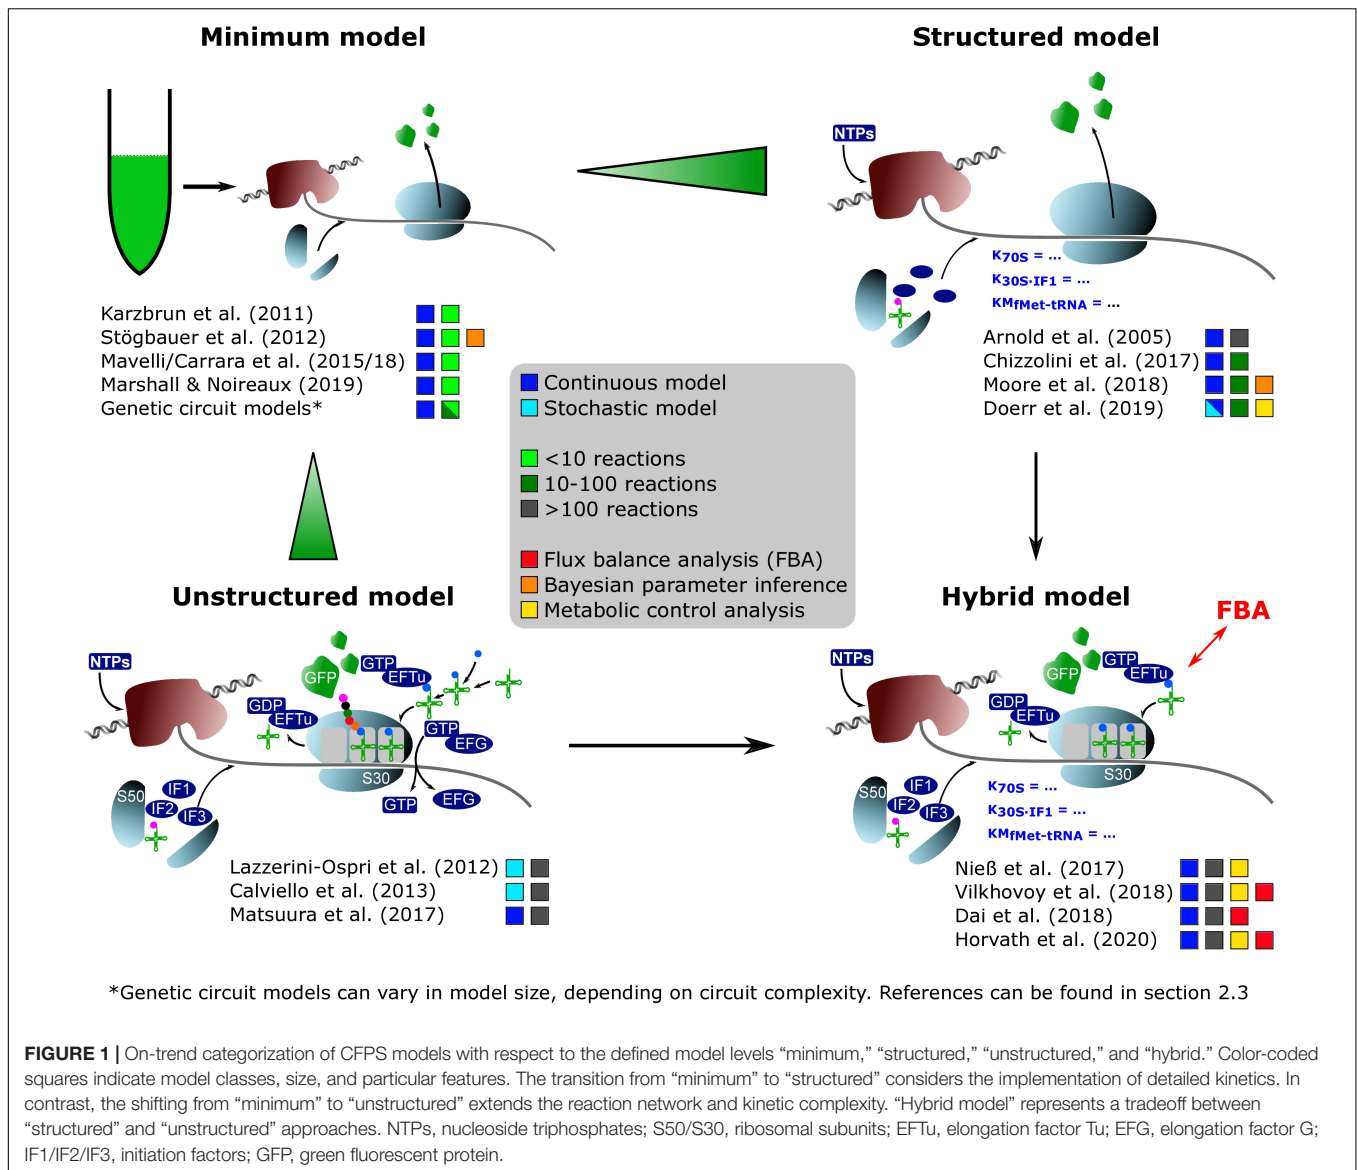 Minimum model
Structured model
NTPs
K70S = ...
K30S·IF1 = ...
KMfMet-tRNA = ...
Karzbrun et al. (2011)
Stögbauer et al. (2012)
Mavelli/Carrara et al. (2015/18)
Marshall & Noireaux (2019)
Genetic circuit models*
Arnold et al. (2005)
Chizzolini et al. (2017)
Moore et al. (2018)
Doerr et al. (2019)
Continuous model
Stochastic model
<10 reactions
10-100 reactions
>100 reactions
Flux balance analysis (FBA)
Bayesian parameter inference
Metabolic control analysis
Unstructured model
NTPs
GFP
GTP
EFTu
GDP
EFTu
GTP
EFG
S30
GTP
EFG
S50
IF1
IF2
IF3
Lazzerini-Ospri et al. (2012)
Calviello et al. (2013)
Matsuura et al. (2017)
Hybrid model
FBA
NTPs
GFP
GTP
EFTu
GDP
EFTu
S30
S50
IF1
IF2
IF3
K70S = ...
K30S·IF1 = ...
KMfMet-tRNA = ...
Nieß et al. (2017)
Vilkhovoy et al. (2018)
Dai et al. (2018)
Horvath et al. (2020)
*Genetic circuit models can vary in model size, depending on circuit complexity. References can be found in section 2.3
FIGURE 1 | On-trend categorization of CFPS models with respect to the defined model levels “minimum,” “structured,” “unstructured,” and “hybrid.” Color-coded
squares indicate model classes, size, and particular features. The transition from “minimum” to “structured” considers the implementation of detailed kinetics. In
contrast, the shifting from “minimum” to “unstructured” extends the reaction network and kinetic complexity. “Hybrid model” represents a tradeoff between
“structured” and “unstructured” approaches. NTPs, nucleoside triphosphates; S50/S30, ribosomal subunits; EFTu, elongation factor Tu; EFG, elongation factor G;
IF1/IF2/IF3, initiation factors; GFP, green fluorescent protein.